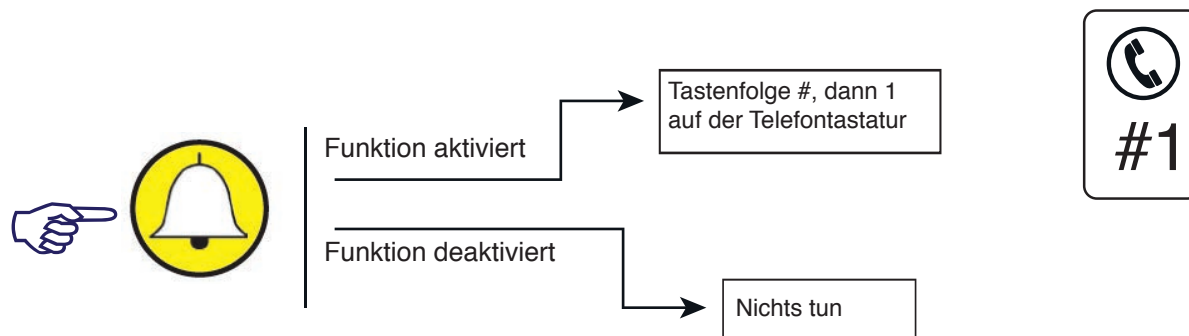 Tastenfolge #, dann 1
auf der Telefontastatur
Funktion aktiviert
#1
Funktion deaktiviert
Nichts tun